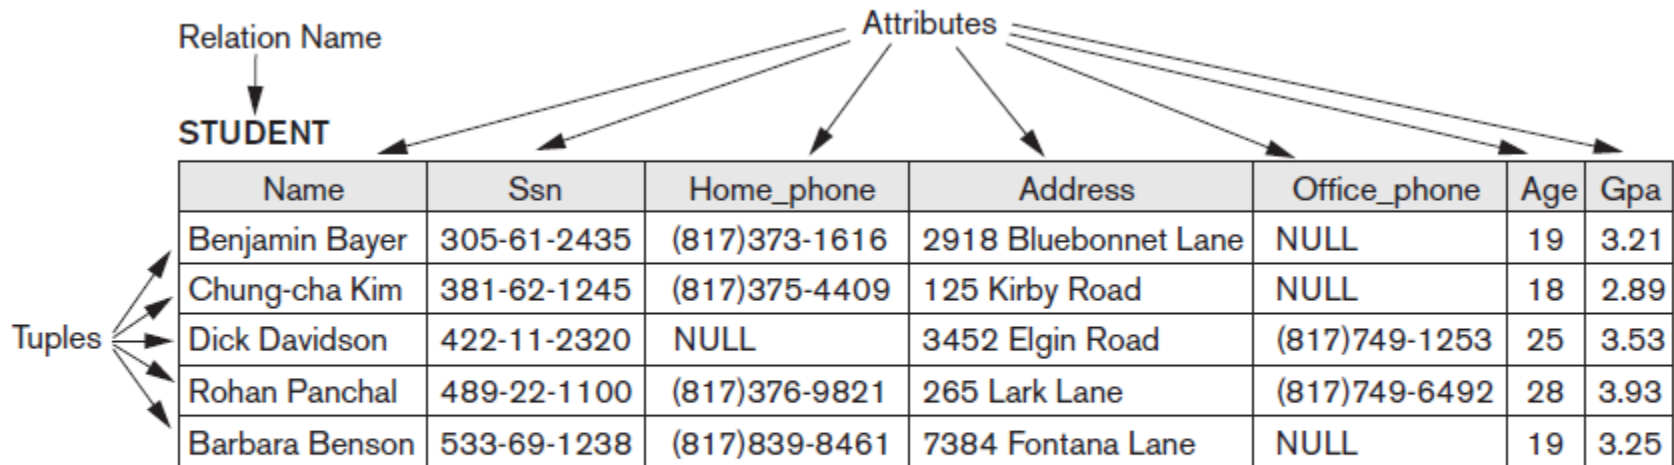 Attributes
Relation Name
STUDENT
Name Ssn Home_phone Address Office_phone Age Gpa
Benjamin Bayer 305-61-2435 (817)373-1616 2918 Bluebonnet Lane NULL 19 3.21
Chung-cha Kim 381-62-1245 (817)375-4409 125 Kirby Road NULL 18 2.89
Tuples Dick Davidson 422-11-2320 NULL 3452 Elgin Road (817)749-1253 25 3.53
Rohan Panchal 489-22-1100 (817)376-9821 265 Lark Lane (817)749-6492 28 3.93
Barbara Benson 533-69-1238 (817)839-8461 7384 Fontana Lane NULL 19 3.25